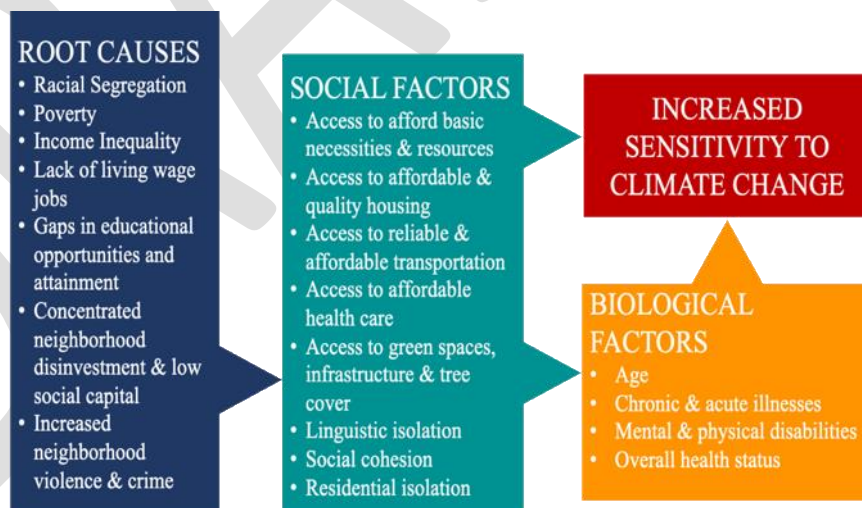 ROOT CAUSES
• Racial Segregation
• Poverty
• Income Inequality
• Lack of living wage
jobs
• Gaps in educational
opportunities and
attainment
• Concentrated
neighborhood
disinvestment & low
social capital
• Increased
neighborhood
violence & crime
SOCIAL FACTORS
• Access to afford basic
necessities & resources
• Access to affordable &
quality housing
• Access to reliable &
affordable transportation
• Access to affordable
health care
• Access to green spaces,
infrastructure & tree
cover
• Linguistic isolation
• Social cohesion
• Residential isolation
INCREASED
SENSITIVITY TO
CLIMATE CHANGE
BIOLOGICAL
FACTORS
• Age
• Chronic & acute illnesses
• Mental & physical disabilities
• Overall health status